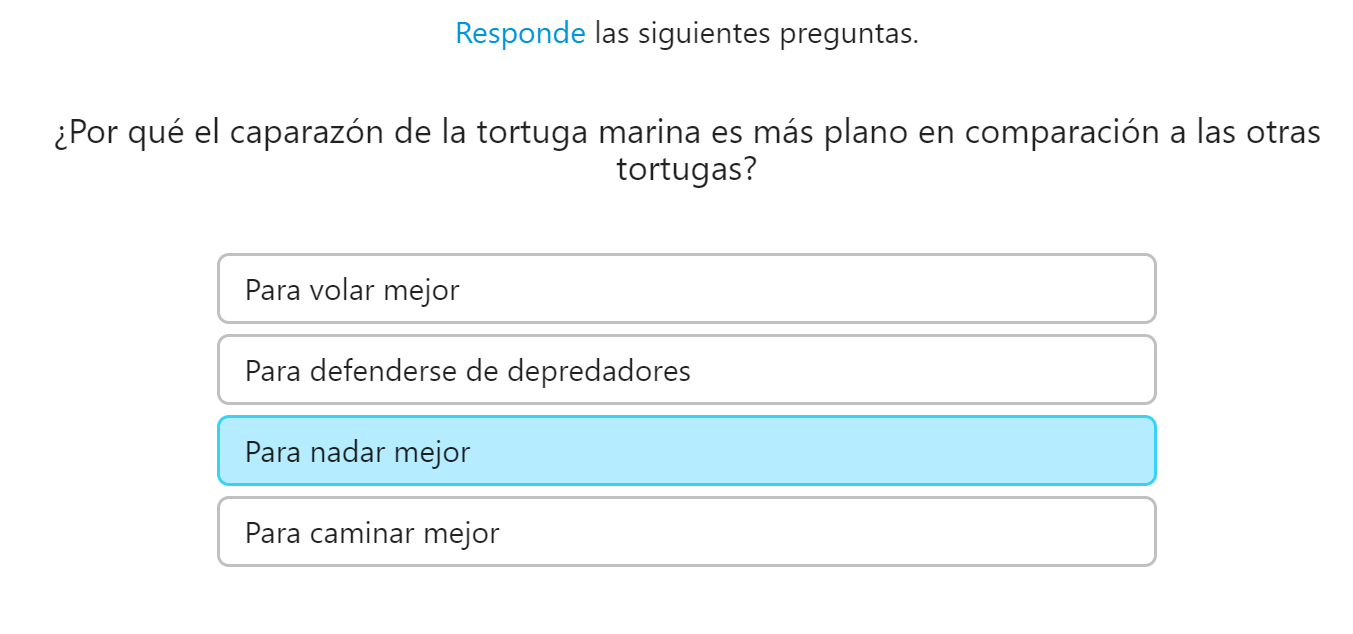 Responde las siguientes preguntas.
¿Por qué el caparazón de la tortuga marina es más plano en comparación a las otras
tortugas?
Para volar mejor
Para defenderse de depredadores
Para nadar mejor
Para caminar mejor